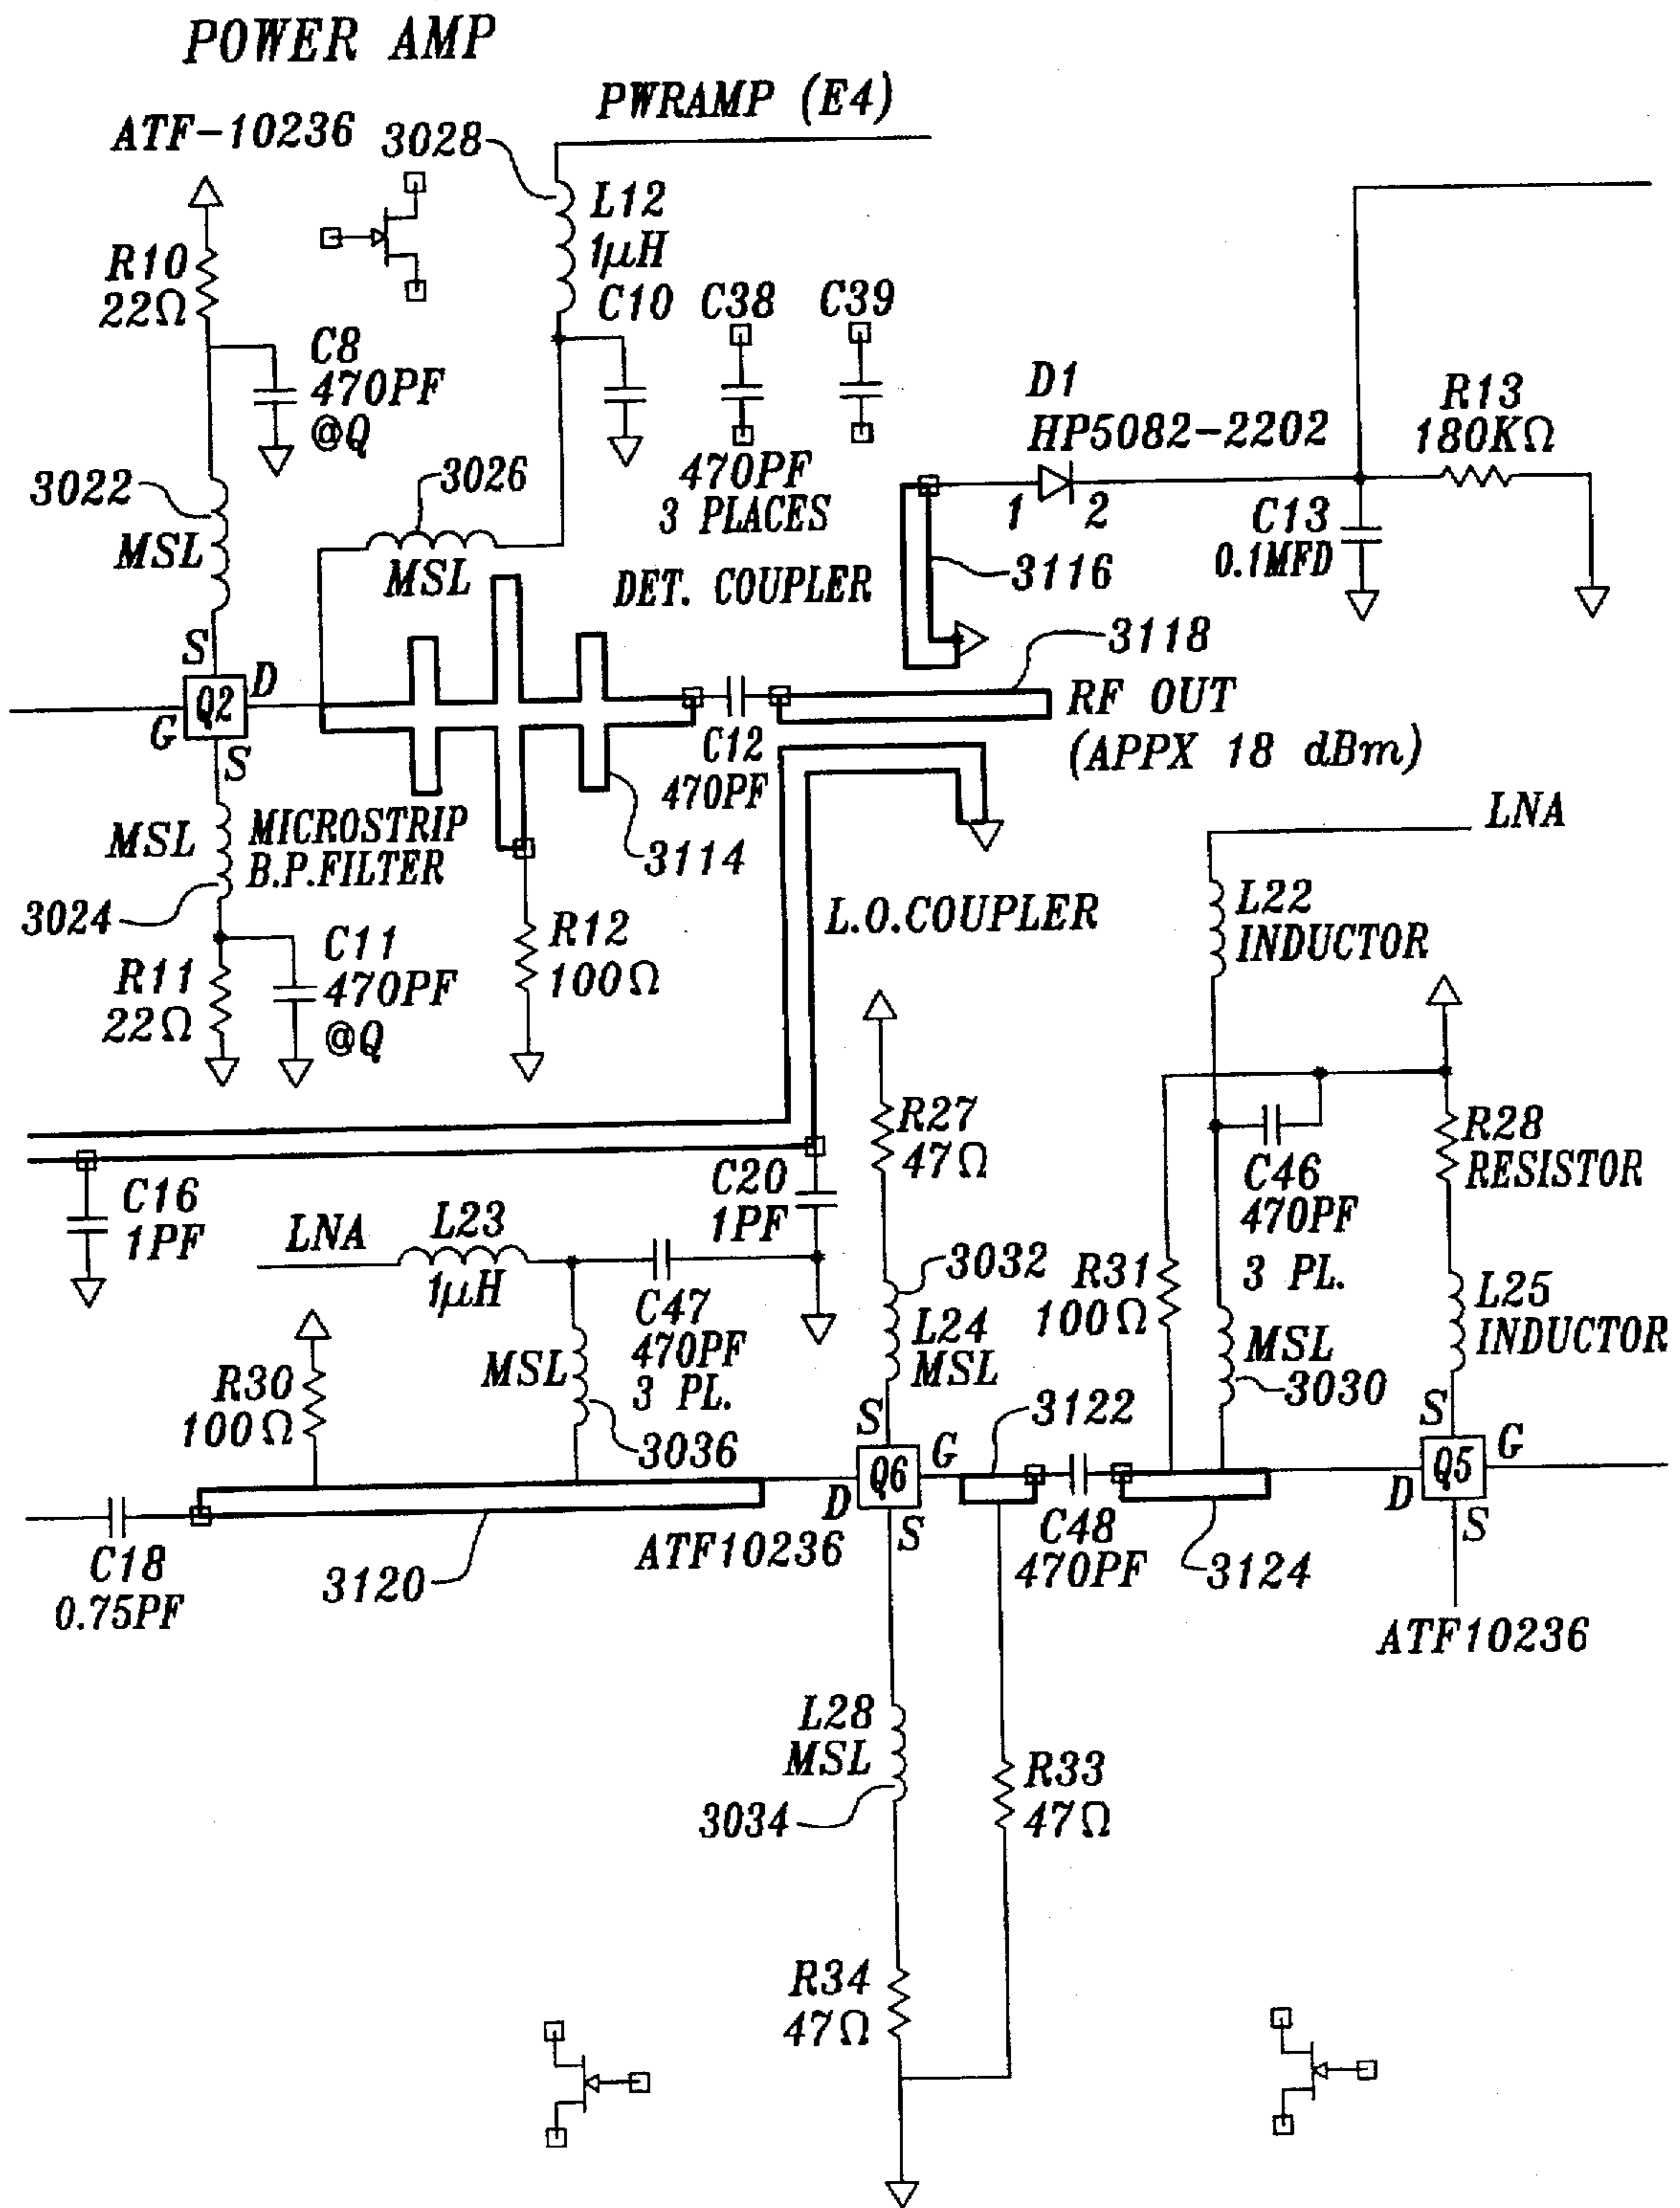 POWER AMP
ATF-10236
3028
PWRAMP (E4)
L12
1μH
R10
22Ω
C10
C38
C39
C8
470PF
@Q
D1
HP5082-2202
R13
180KΩ
3022
3026
470PF
3 PLACES
1
2
C13
0.1MFD
MSL
MSL
DET. COUPLER
3116
3118
S
D
Q2
G
S
RF OUT
(APPX 18 dBm)
C12
470PF
MSL
MICROSTRIP
B.P.FILTER
3114
LNA
3024
L.O.COUPLER
L22
INDUCTOR
C11
470PF
@Q
R12
100Ω
R11
22Ω
R27
47Ω
R28
RESISTOR
C46
470PF
3 PL.
C16
1PF
C20
1PF
LNA
L23
1μH
3032
R31
100Ω
L25
INDUCTOR
C47
470PF
3 PL.
L24
MSL
MSL
3030
R30
100Ω
MSL
3036
S
3122
S
Q6
G
D
S
Q5
G
D
S
C18
0.75PF
3120
ATF10236
C48
470PF
3124
ATF10236
L28
MSL
3034
R33
47Ω
R34
47Ω